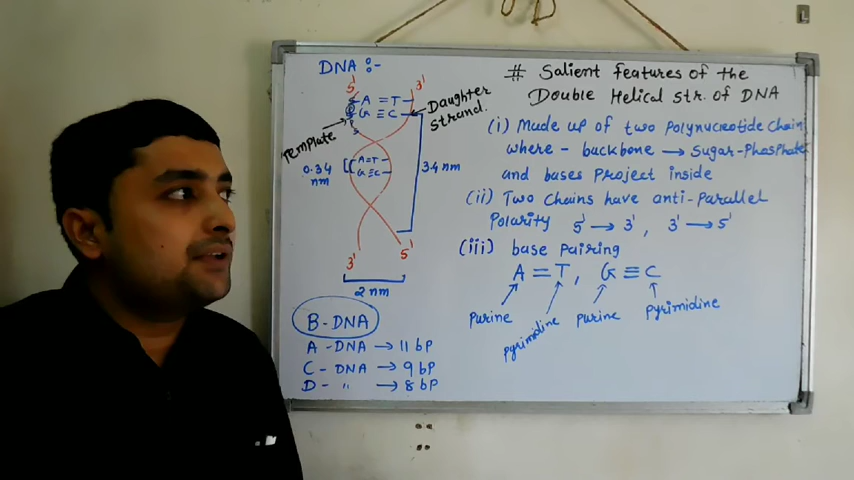 DNA :-
5' 3'
A = T
G ≡ C
Daughter strand.
Template
0.34 nm
A=T
G≡C
3.4 nm
3' 5'
2 nm
B-DNA
A - DNA → 11 bp
C - DNA → 9 bp
D - " → 8 bp
# Salient features of the
Double Helical str. of DNA
(i) Made up of two Polynucleotide Chain
where - backbone → Sugar-Phosphate
and bases Project inside
(ii) Two Chains have anti-Parallel
Polarity 5' → 3', 3' → 5'
(iii) base pairing
A = T, G ≡ C
purine pyrimidine purine pyrimidine